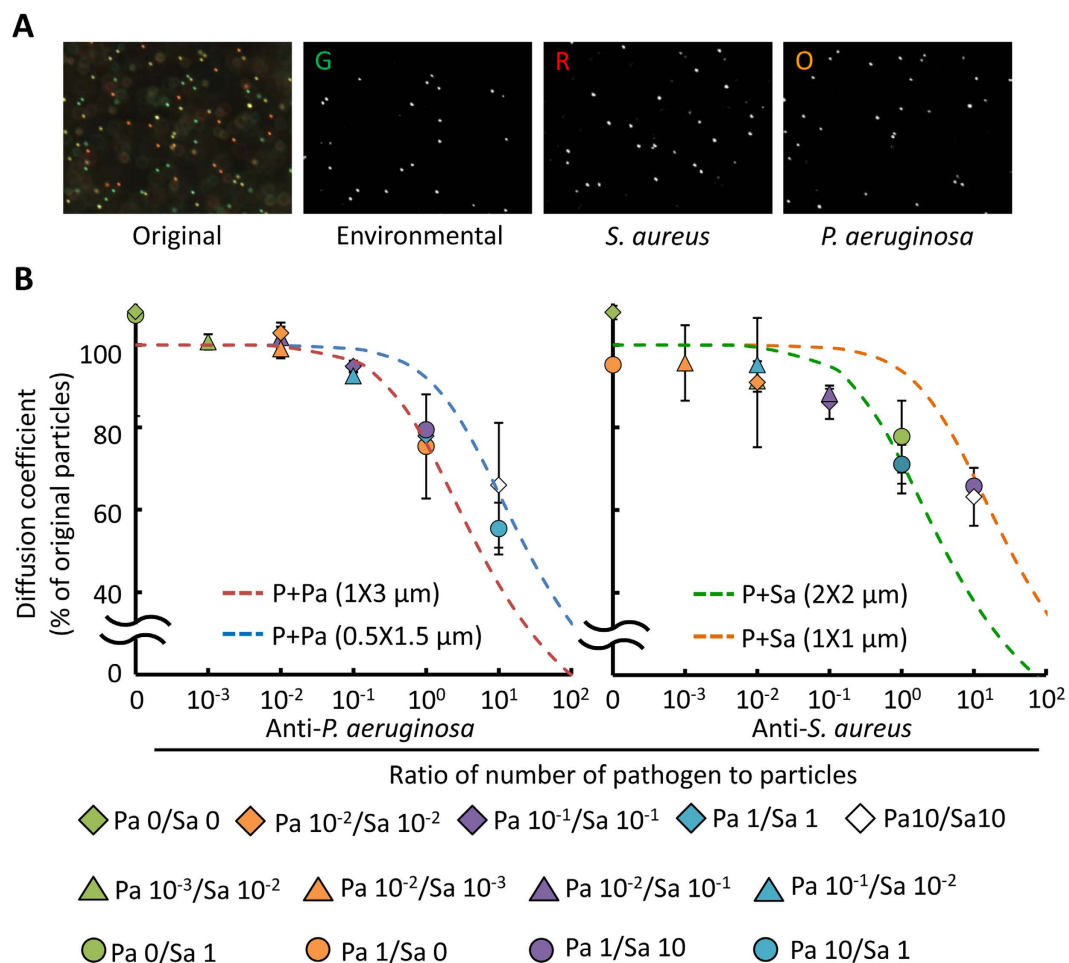 A
G
R
O
Original
Environmental
S. aureus
P. aeruginosa
B
Diffusion coefficient
(% of original particles)
100
80
60
40
0
P+Pa (1X3 µm)
P+Pa (0.5X1.5 µm)
P+Sa (2X2 µm)
P+Sa (1X1 µm)
0 10⁻³ 10⁻² 10⁻¹ 10⁰ 10¹ 10²
0 10⁻³ 10⁻² 10⁻¹ 10⁰ 10¹ 10²
Anti-P. aeruginosa
Anti-S. aureus
Ratio of number of pathogen to particles
Pa 0/Sa 0
Pa 10⁻²/Sa 10⁻²
Pa 10⁻¹/Sa 10⁻¹
Pa 1/Sa 1
Pa10/Sa10
Pa 10⁻³/Sa 10⁻²
Pa 10⁻²/Sa 10⁻³
Pa 10⁻²/Sa 10⁻¹
Pa 10⁻¹/Sa 10⁻²
Pa 0/Sa 1
Pa 1/Sa 0
Pa 1/Sa 10
Pa 10/Sa 1